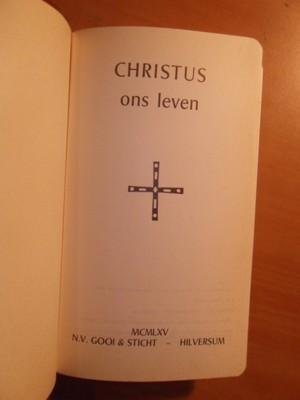 CHRISTUS
ons leven
MCMLXV
N.V. GOOI & STICHT – HILVERSUM